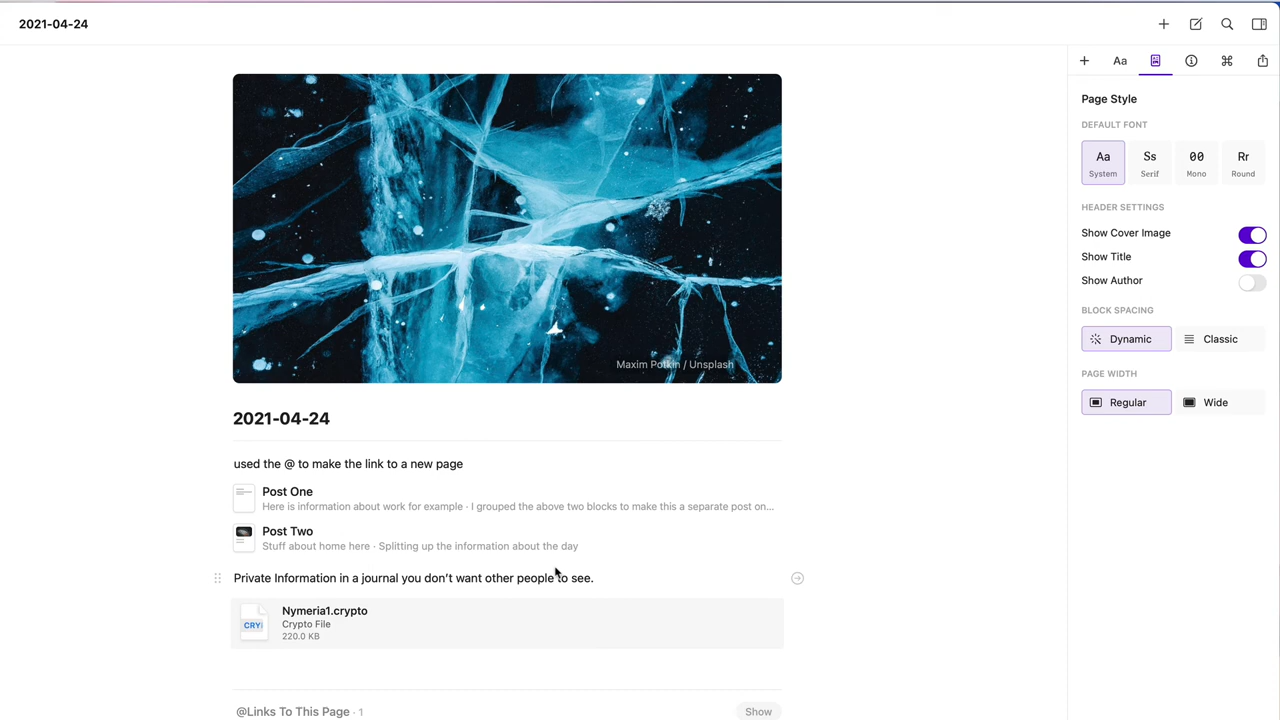 2021-04-24
Aa
Page Style
DEFAULT FONT
Aa Ss 00 Rr
System Serif Mono Round
HEADER SETTINGS
Show Cover Image
Show Title
Show Author
BLOCK SPACING
Dynamic Classic
PAGE WIDTH
Regular Wide
Maxim Potkin / Unsplash
2021-04-24
used the @ to make the link to a new page
Post One
Here is information about work for example · I grouped the above two blocks to make this a separate post on...
Post Two
Stuff about home here · Splitting up the information about the day
Private Information in a journal you don't want other people to see.
CRY
Nymeria1.crypto
Crypto File
220.0 KB
@Links To This Page · 1
Show